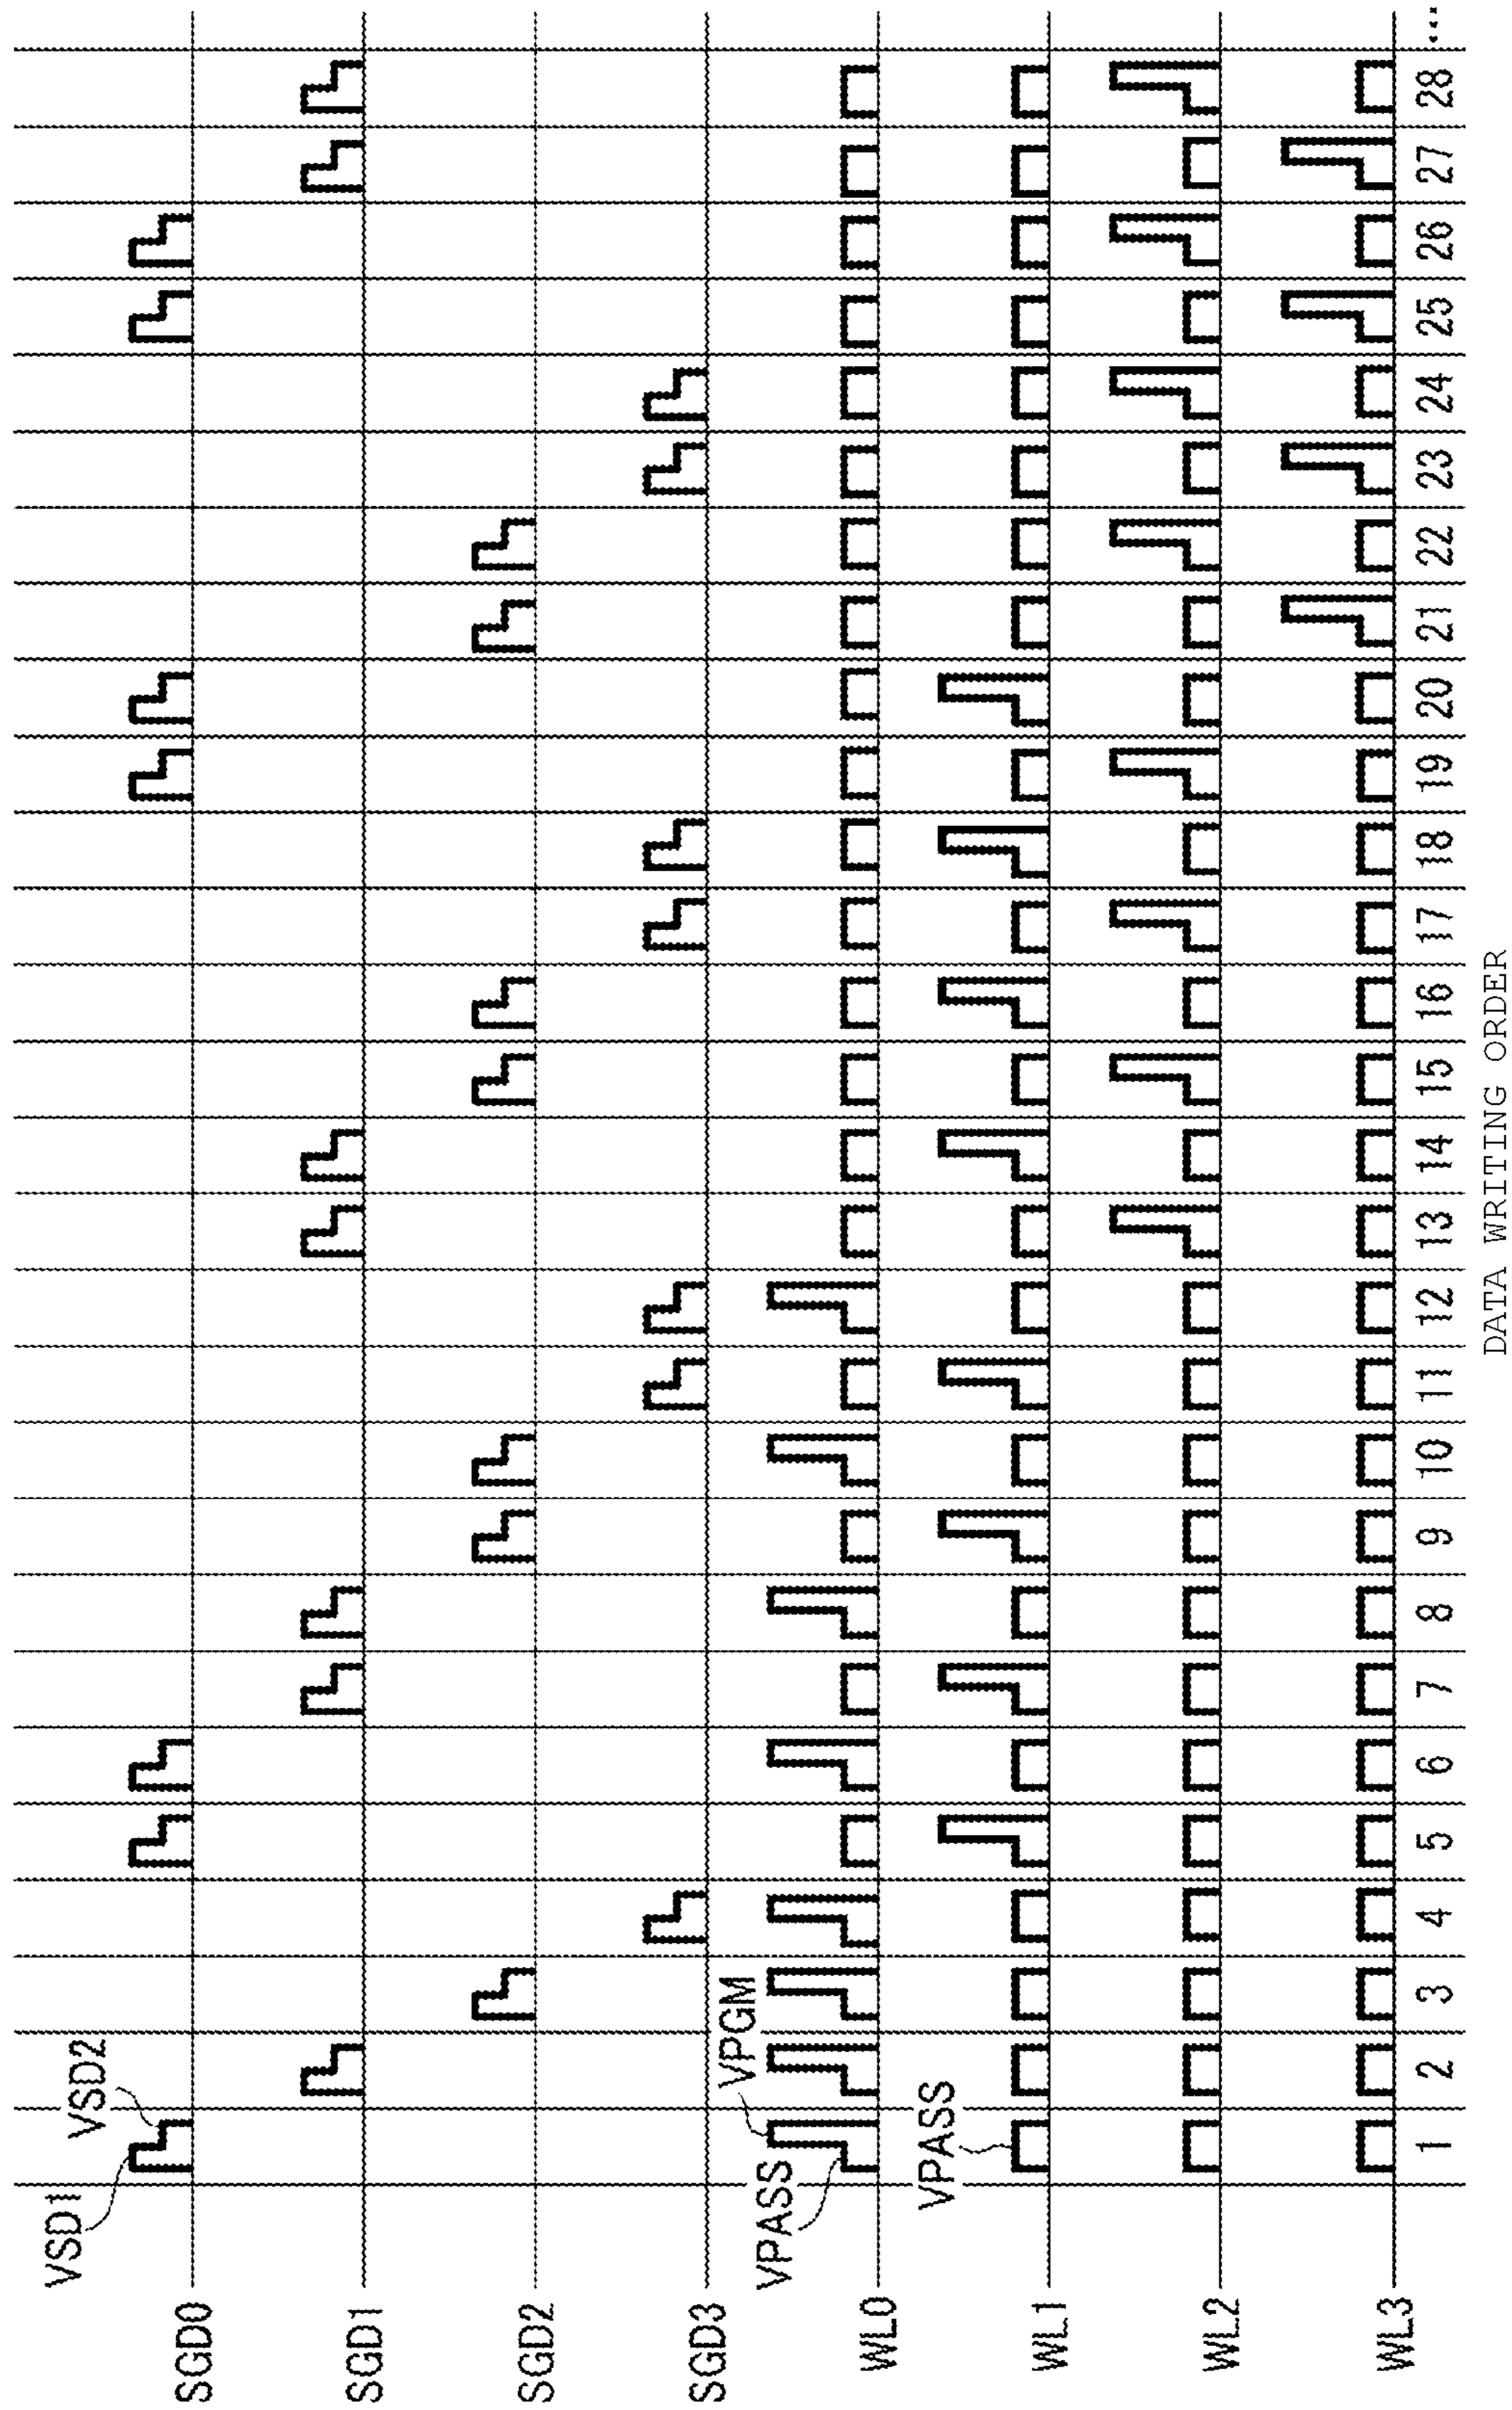 VSD1
VSD2
SGD0
SGD1
SGD2
SGD3
VPGM
VPASS
WL0
VPASS
WL1
WL2
WL3
1 2 3 4 5 6 7 8 9 10 11 12 13 14 15 16 17 18 19 20 21 22 23 24 25 26 27 28 ...
DATA WRITING ORDER